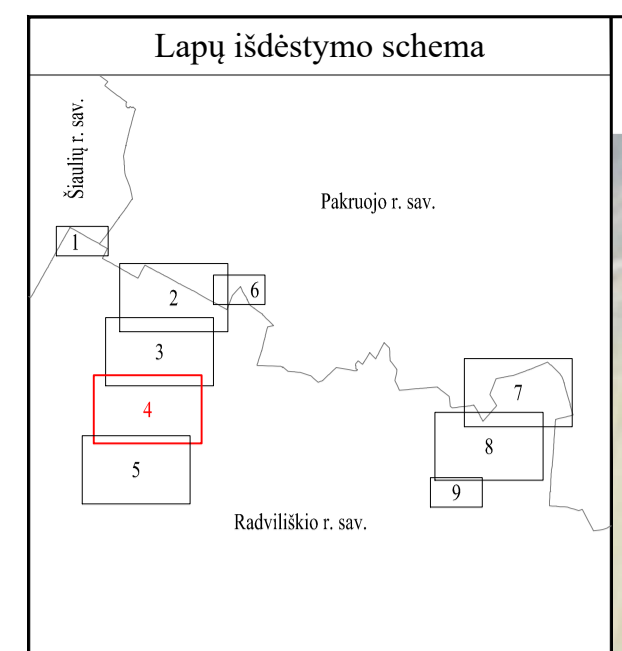 Lapų išdėstymo schema
Šiaulių r. sav.
Pakruojo r. sav.
1
2
6
3
4
7
5
8
9
Radviliškio r. sav.